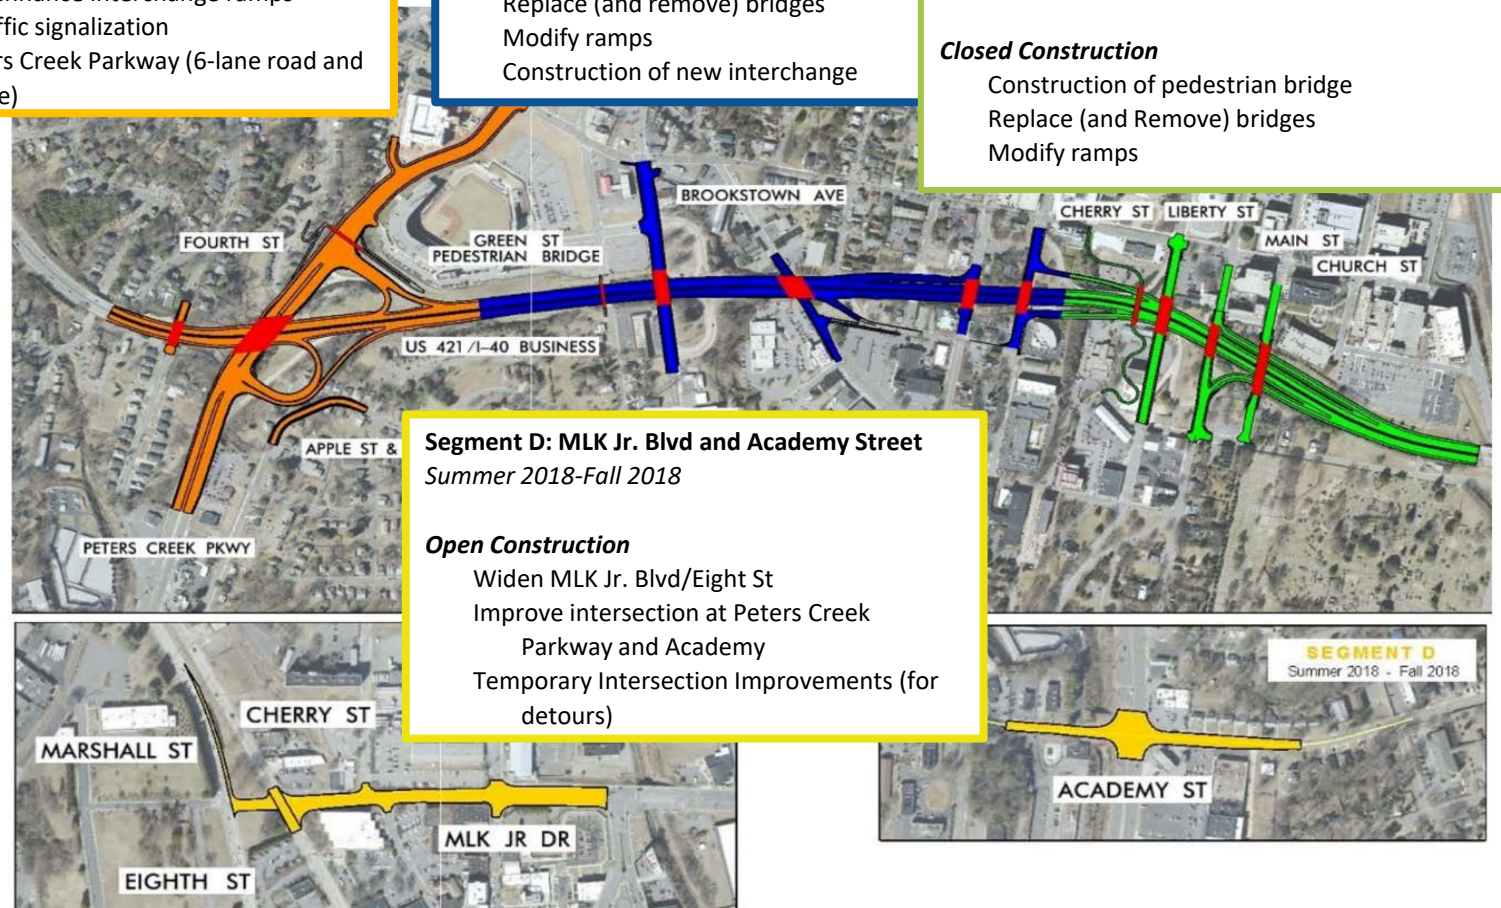 ffic signalization
rs Creek Parkway (6-lane road and
e)
Replace (and remove) bridges
Modify ramps
Construction of new interchange
Closed Construction
Construction of pedestrian bridge
Replace (and Remove) bridges
Modify ramps
FOURTH ST
GREEN ST
PEDESTRIAN BRIDGE
BROOKSTOWN AVE
CHERRY ST
LIBERTY ST
MAIN ST
CHURCH ST
US 421/I-40 BUSINESS
APPLE ST &
PETERS CREEK PKWY
Segment D: MLK Jr. Blvd and Academy Street
Summer 2018-Fall 2018
Open Construction
Widen MLK Jr. Blvd/Eight St
Improve intersection at Peters Creek
Parkway and Academy
Temporary Intersection Improvements (for
detours)
CHERRY ST
MARSHALL ST
MLK JR DR
EIGHTH ST
SEGMENT D
Summer 2018 - Fall 2018
ACADEMY ST